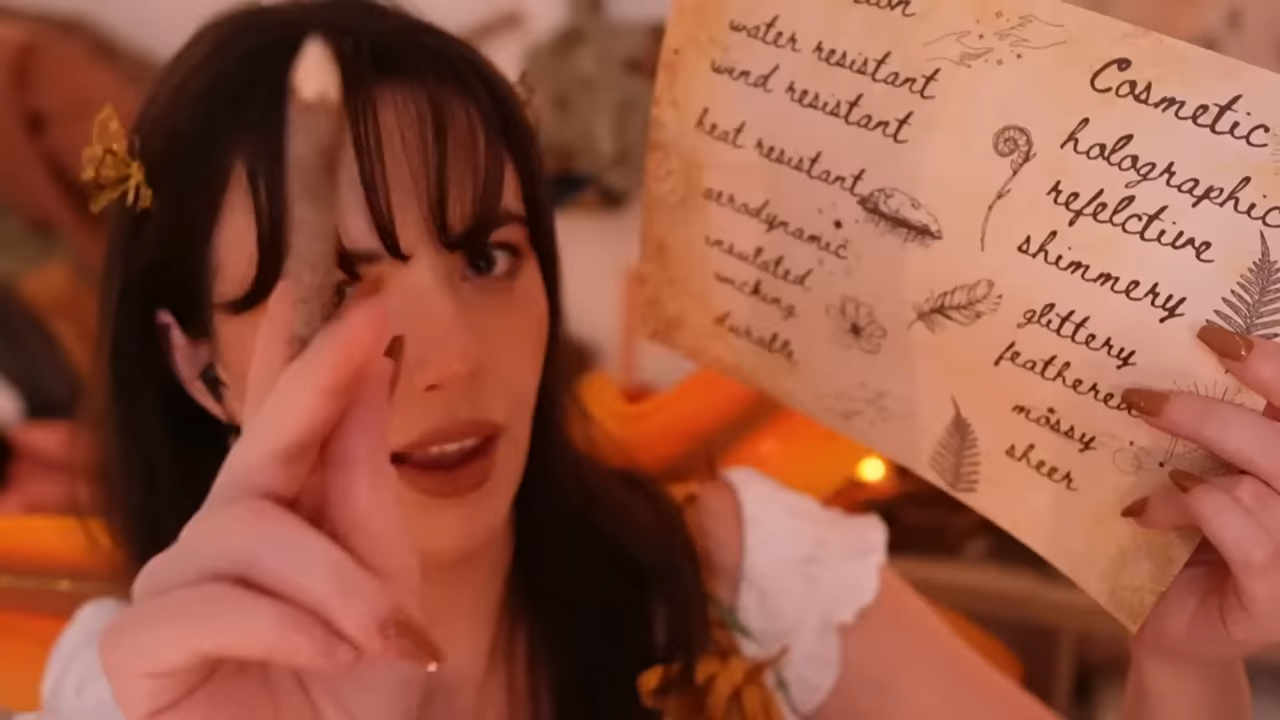 water resistant
wind resistant
heat resistant
aerodynamic
insulated
wicking
durable
Cosmetic
holographic
refelctive
shimmery
glittery
feathered
mossy
sheer